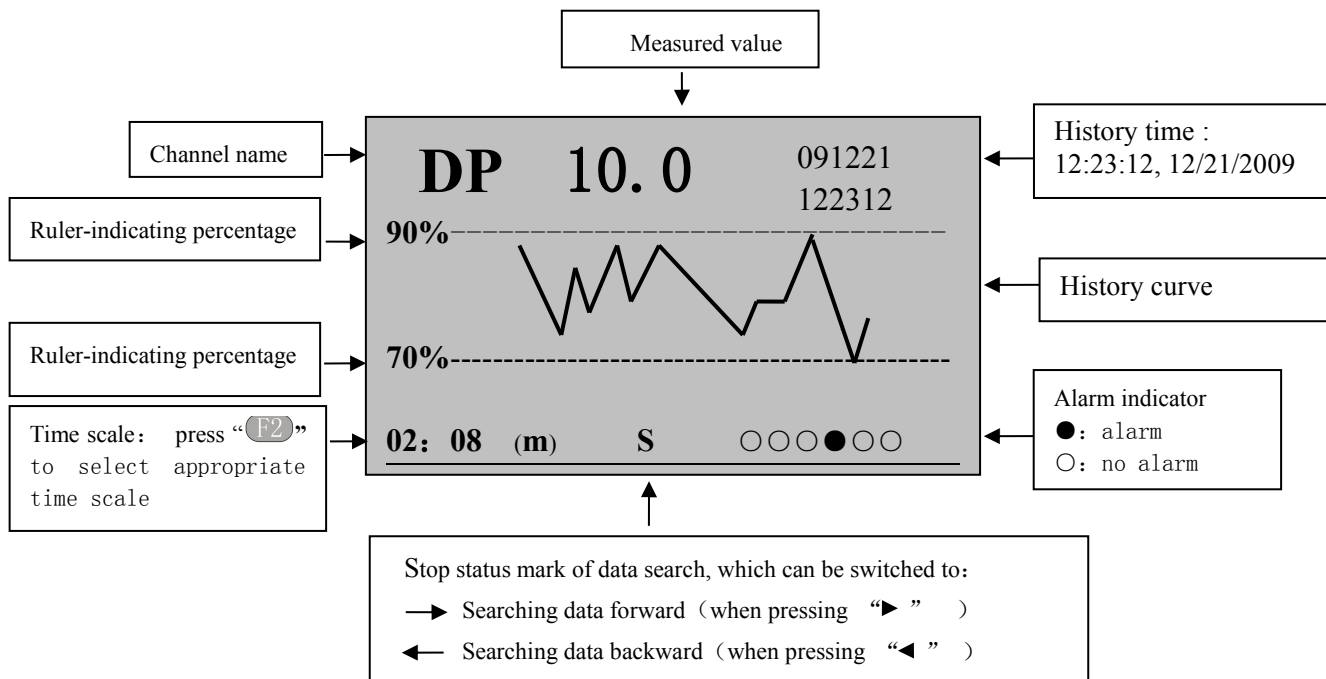 Measured value
Channel name
DP 10.0 091221
122312
History time :
12:23:12, 12/21/2009
Ruler-indicating percentage
90%
History curve
Ruler-indicating percentage
70%
Time scale： press “F2”
to select appropriate
time scale
02：08 (m) S ○○○●○○
Alarm indicator
●：alarm
○：no alarm
Stop status mark of data search, which can be switched to：
→ Searching data forward（when pressing “►” ）
← Searching data backward（when pressing “◄” ）